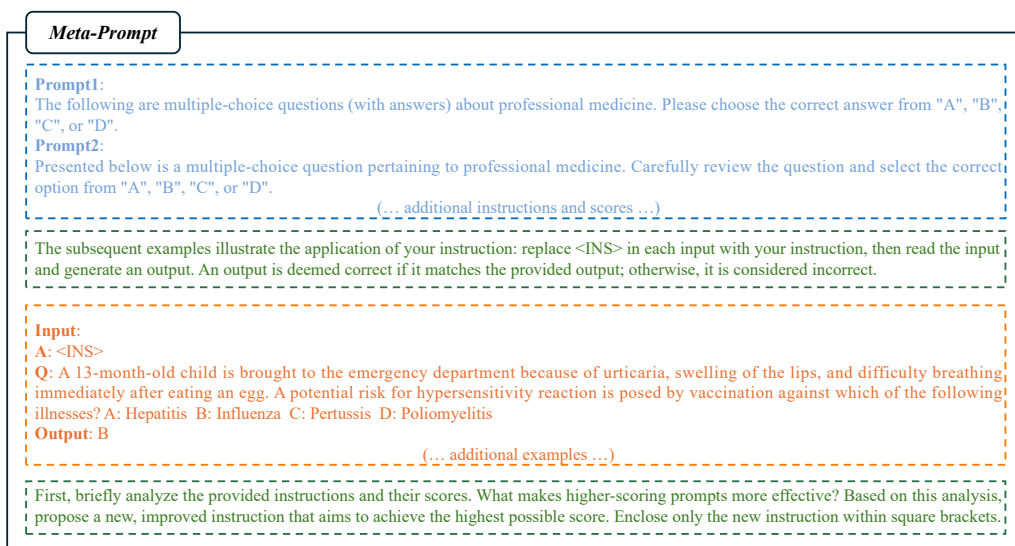 Meta-Prompt
Prompt1:
The following are multiple-choice questions (with answers) about professional medicine. Please choose the correct answer from "A", "B",
"C", or "D".
Prompt2:
Presented below is a multiple-choice question pertaining to professional medicine. Carefully review the question and select the correct
option from "A", "B", "C", or "D".
(… additional instructions and scores …)
The subsequent examples illustrate the application of your instruction: replace <INS> in each input with your instruction, then read the input
and generate an output. An output is deemed correct if it matches the provided output; otherwise, it is considered incorrect.
Input:
A: <INS>
Q: A 13-month-old child is brought to the emergency department because of urticaria, swelling of the lips, and difficulty breathing
immediately after eating an egg. A potential risk for hypersensitivity reaction is posed by vaccination against which of the following
illnesses? A: Hepatitis B: Influenza C: Pertussis D: Poliomyelitis
Output: B
(… additional examples …)
First, briefly analyze the provided instructions and their scores. What makes higher-scoring prompts more effective? Based on this analysis,
propose a new, improved instruction that aims to achieve the highest possible score. Enclose only the new instruction within square brackets.